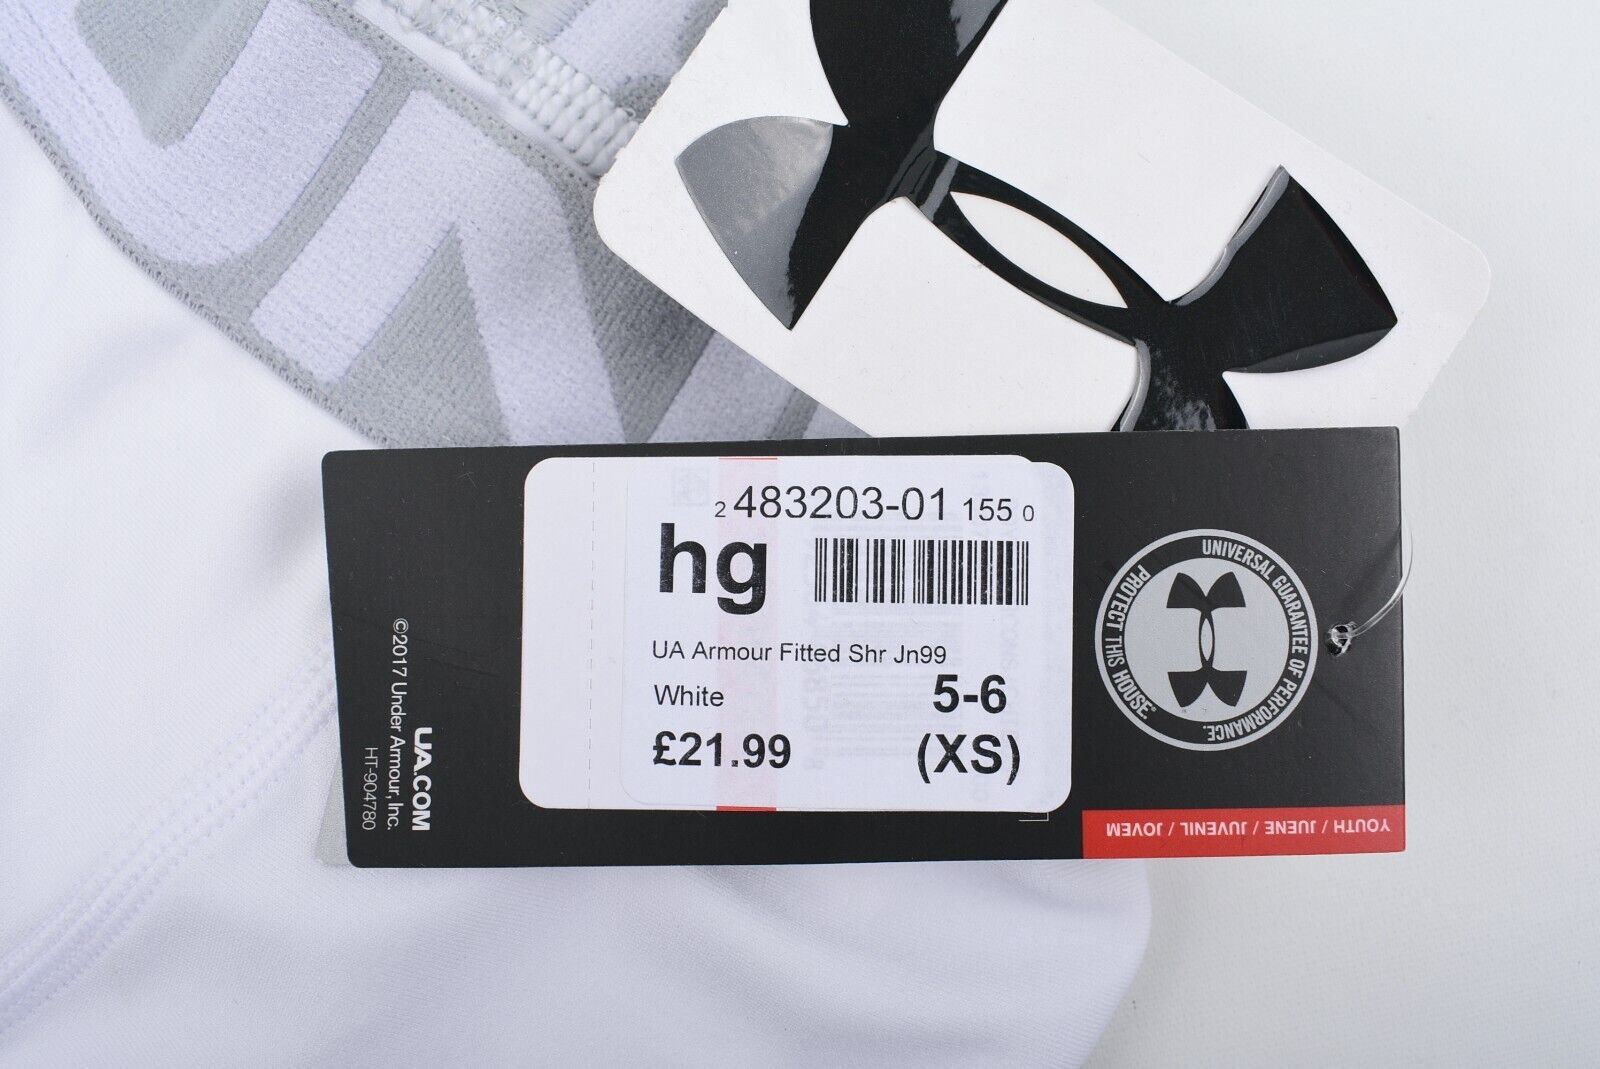 2 483203-01 155 0
hg
UA Armour Fitted Shr Jn99
White 5-6
£21.99 (XS)
UNIVERSAL GUARANTEE OF PERFORMANCE.
PROTECT THIS HOUSE®
YOUTH / JUENE / JUVENIL / JOVEM
UA.COM
©2017 Under Armour, Inc.
HT-904780